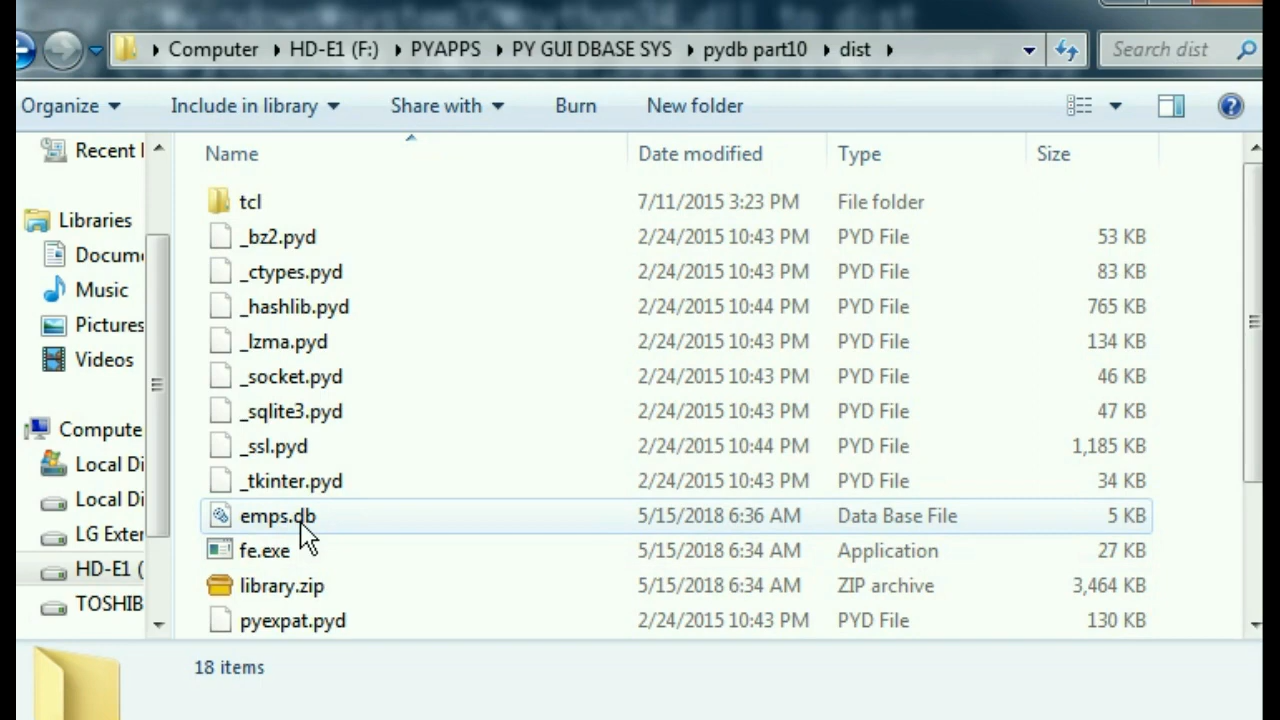 Computer HD-E1 (F:) PYAPPS PY GUI DBASE SYS pydb part10 dist Search dist
Organize Include in library Share with Burn New folder
Name Date modified Type Size
Recent
Libraries
Docum
Music
Pictures
Videos
Compute
Local Di
Local Di
LG Exter
HD-E1 (
TOSHIB
tcl 7/11/2015 3:23 PM File folder
_bz2.pyd 2/24/2015 10:43 PM PYD File 53 KB
_ctypes.pyd 2/24/2015 10:43 PM PYD File 83 KB
_hashlib.pyd 2/24/2015 10:44 PM PYD File 765 KB
_lzma.pyd 2/24/2015 10:43 PM PYD File 134 KB
_socket.pyd 2/24/2015 10:43 PM PYD File 46 KB
_sqlite3.pyd 2/24/2015 10:43 PM PYD File 47 KB
_ssl.pyd 2/24/2015 10:44 PM PYD File 1,185 KB
_tkinter.pyd 2/24/2015 10:43 PM PYD File 34 KB
emps.db 5/15/2018 6:36 AM Data Base File 5 KB
fe.exe 5/15/2018 6:34 AM Application 27 KB
library.zip 5/15/2018 6:34 AM ZIP archive 3,464 KB
pyexpat.pyd 2/24/2015 10:43 PM PYD File 130 KB
18 items